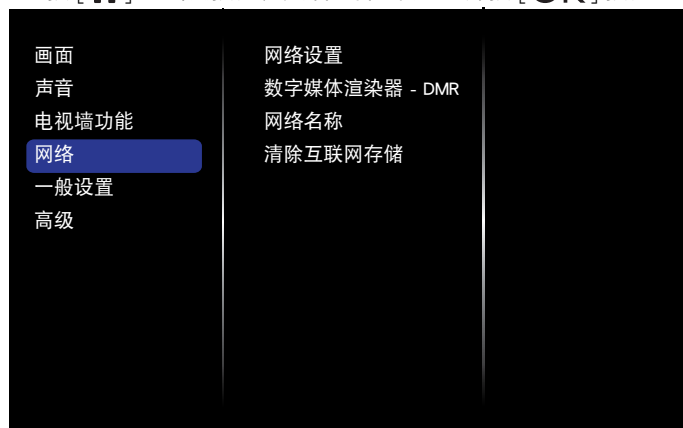 画面
声音
电视墙功能
网络
一般设置
高级
网络设置
数字媒体渲染器 - DMR
网络名称
清除互联网存储